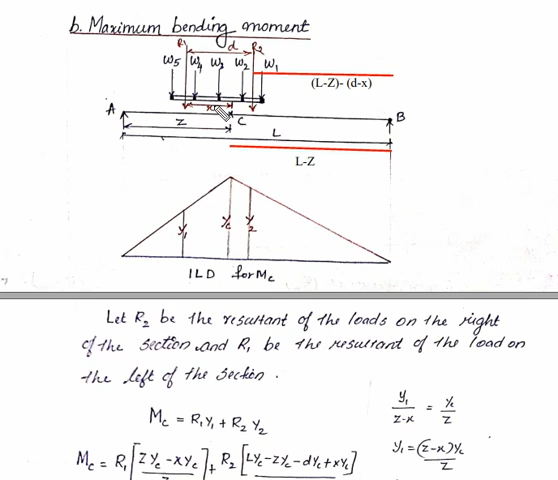 b. Maximum bending moment
R1 d R2
W5 W4 W3 W2 W1
(L-Z)- (d-x)
x
A B
Z C
L
L-Z
y1 yc y2
ILD for Mc
Let R2 be the resultant of the loads on the right
of the section and R1 be the resultant of the load on
the left of the section .
Mc = R1 y1 + R2 y2
y1/z-x = yc/z
y1 = (z-x)yc/z
Mc = R1 [zyc - xyc] + R2 [Lyc - zyc - dyc + xyc]